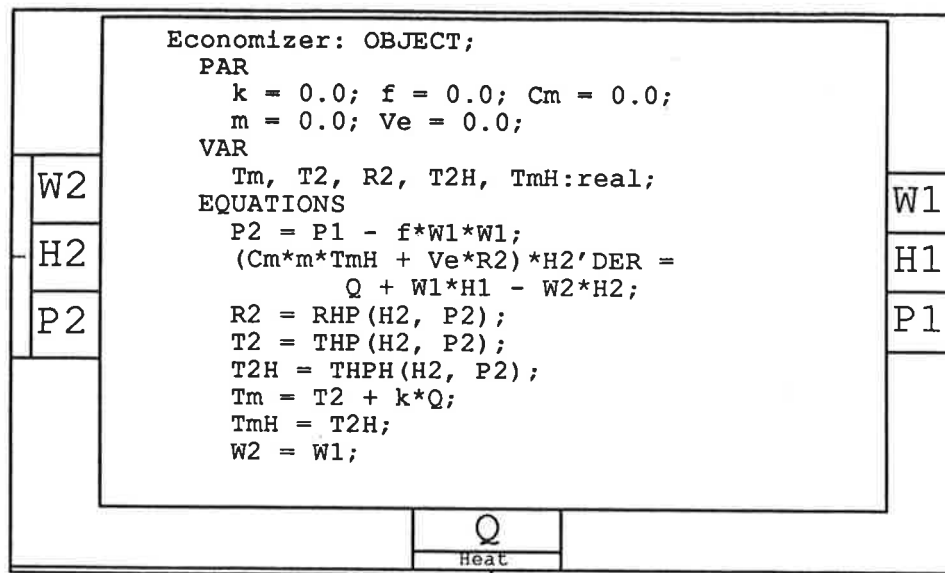 Economizer: OBJECT;
PAR
k = 0.0; f = 0.0; Cm = 0.0;
m = 0.0; Ve = 0.0;
VAR
Tm, T2, R2, T2H, TmH:real;
EQUATIONS
P2 = P1 - f*W1*W1;
(Cm*m*TmH + Ve*R2)*H2'DER =
Q + W1*H1 - W2*H2;
R2 = RHP(H2, P2);
T2 = THP(H2, P2);
T2H = THPH(H2, P2);
Tm = T2 + k*Q;
TmH = T2H;
W2 = W1;
W2
H2
P2
W1
H1
P1
Q
Heat